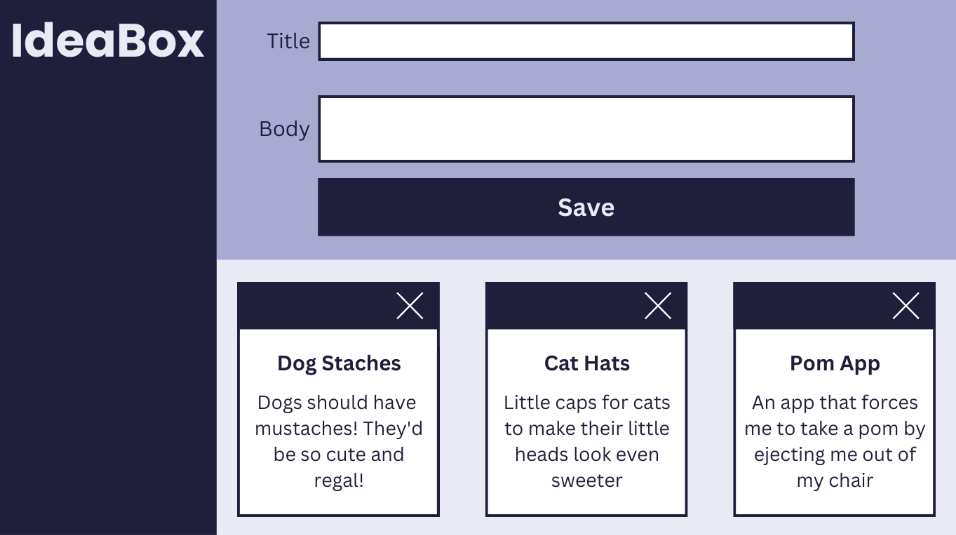 IdeaBox
Title
Body
Save
Dog Staches
Dogs should have
mustaches! They'd
be so cute and
regal!
Cat Hats
Little caps for cats
to make their little
heads look even
sweeter
Pom App
An app that forces
me to take a pom by
ejecting me out of
my chair